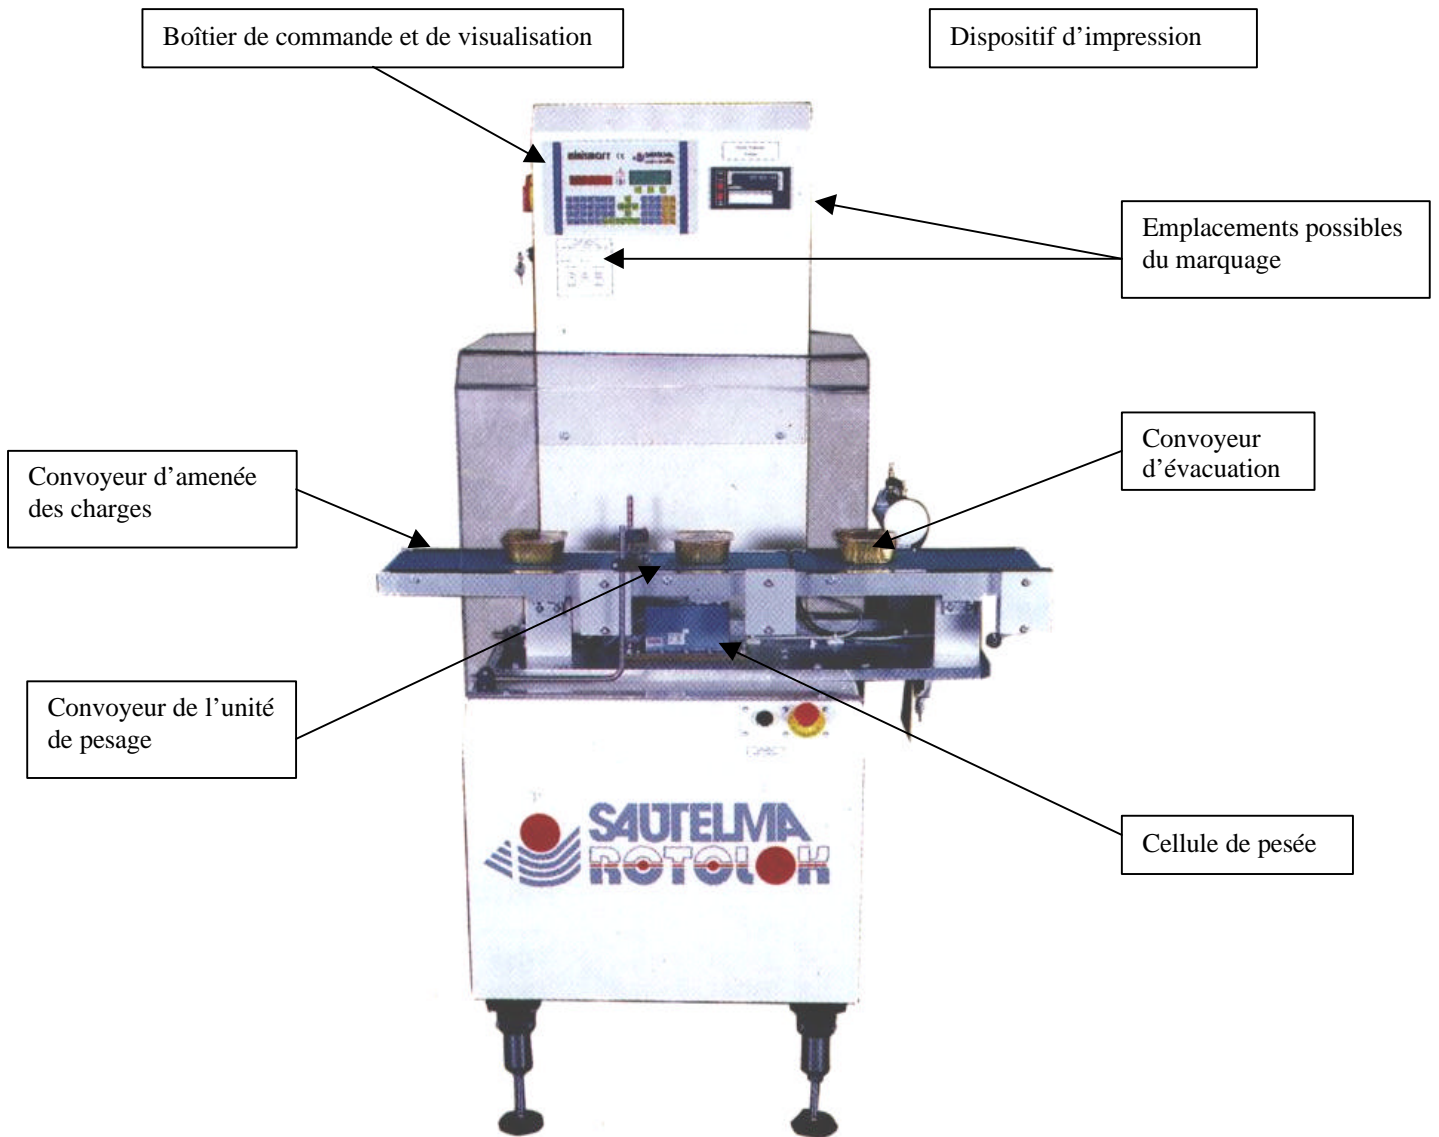 Boîtier de commande et de visualisation
Dispositif d’impression
Emplacements possibles
du marquage
Convoyeur
d’évacuation
Convoyeur d’amenée
des charges
Convoyeur de l’unité
de pesage
Cellule de pesée
SAUTELMA
ROTOLOK